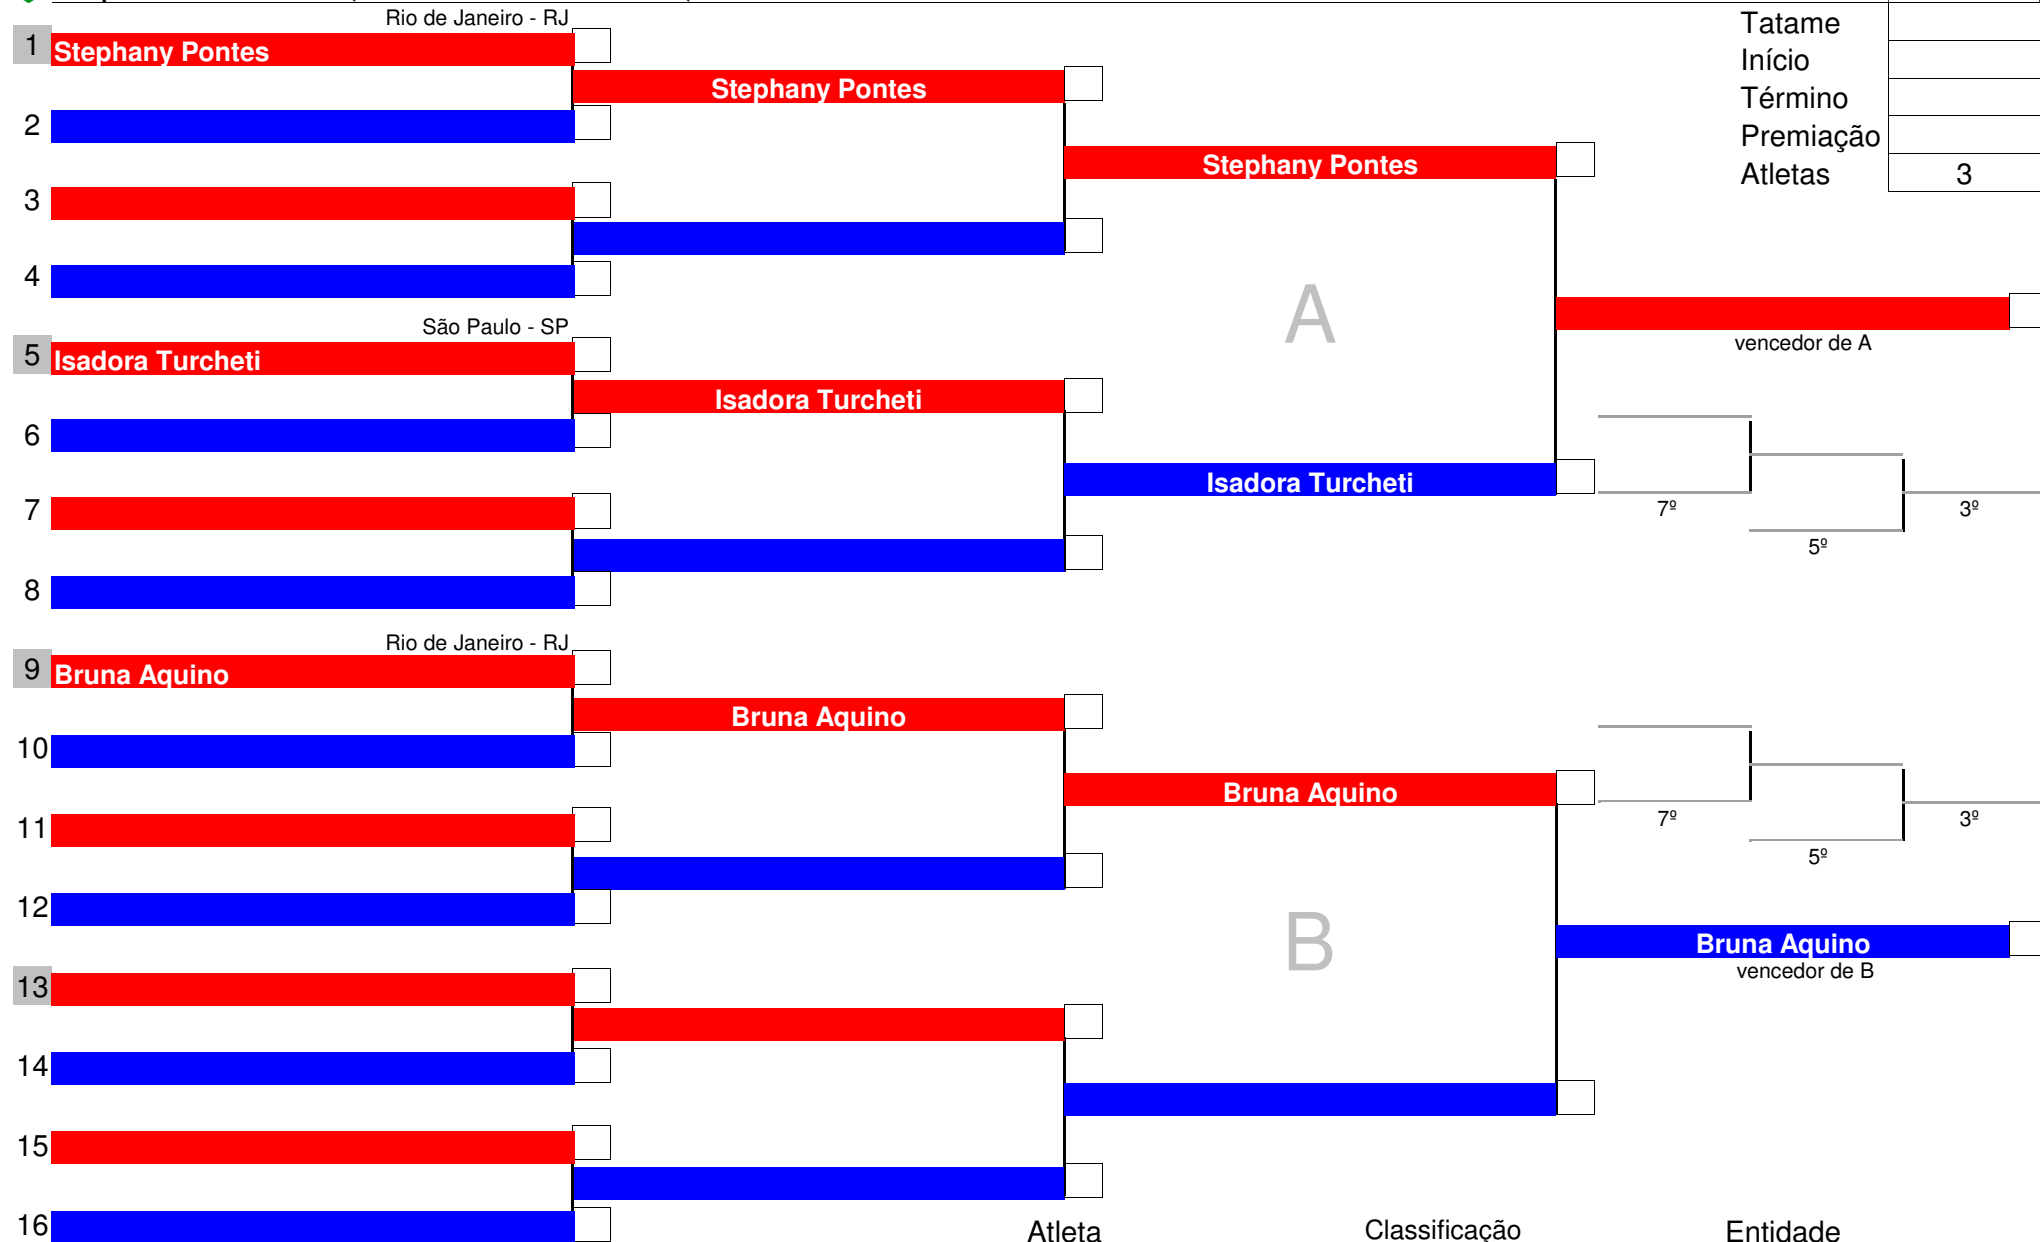 Rio de Janeiro - RJ
1 Stephany Pontes
Stephany Pontes
2
Stephany Pontes
3
4
São Paulo - SP
5 Isadora Turcheti
Isadora Turcheti
6
Isadora Turcheti
7
8
A
vencedor de A
7º
5º
3º
Tatame
Início
Término
Premiação
Atletas 3
Rio de Janeiro - RJ
9 Bruna Aquino
Bruna Aquino
10
Bruna Aquino
11
12
B
Bruna Aquino
vencedor de B
7º
5º
3º
13
14
15
16
Atleta Classificação Entidade